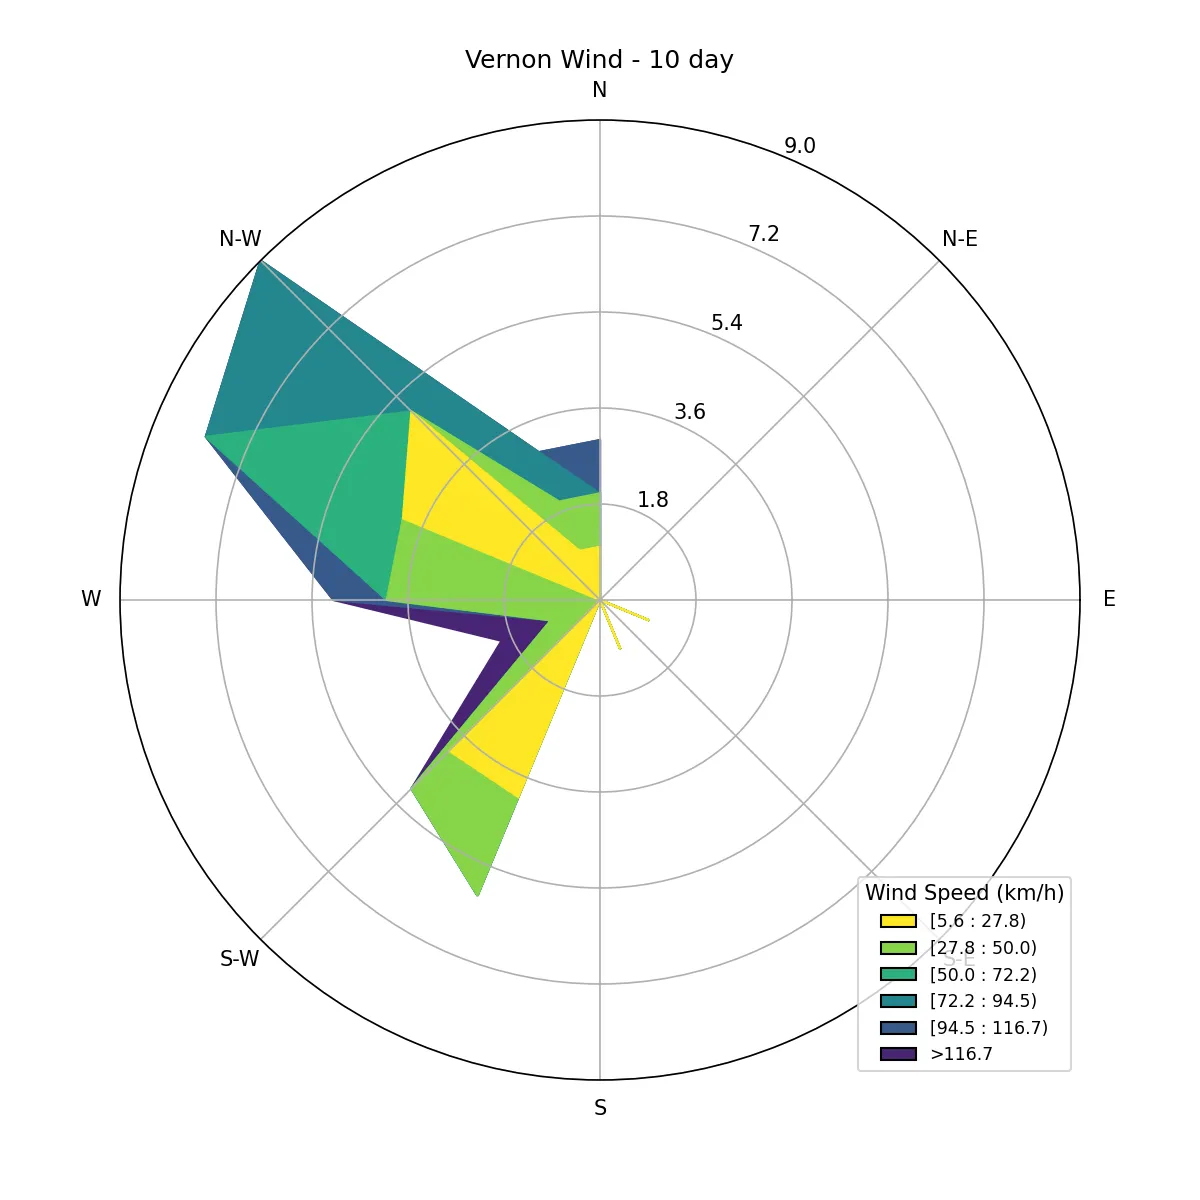 Vernon Wind - 10 day
N
9.0
N-W
7.2
N-E
5.4
3.6
1.8
W
E
S-W
S-E
Wind Speed (km/h)
[5.6 : 27.8)
[27.8 : 50.0)
[50.0 : 72.2)
[72.2 : 94.5)
[94.5 : 116.7)
>116.7
S